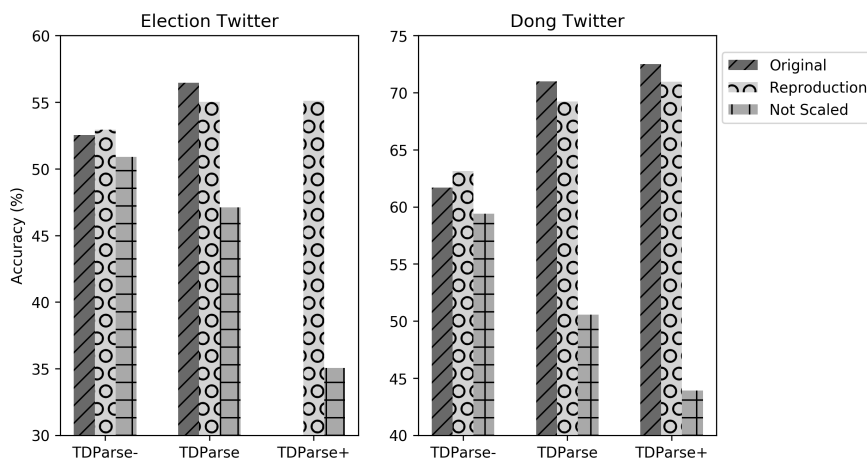 Election Twitter
Dong Twitter
Original
Reproduction
Not Scaled
Accuracy (%)
60
55
50
45
40
35
30
TDParse-
TDParse
TDParse+
75
70
65
60
55
50
45
40
TDParse-
TDParse
TDParse+